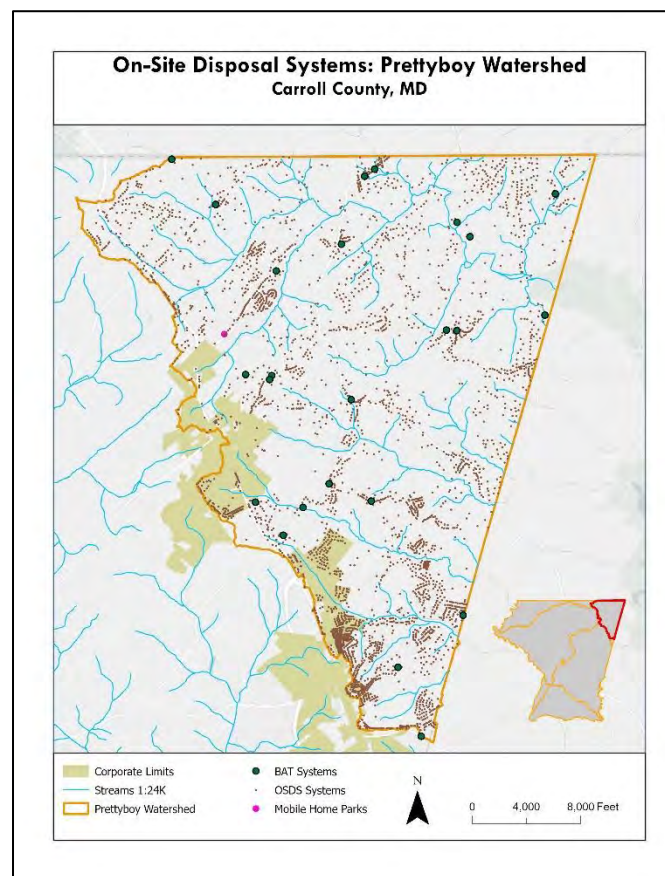 On-Site Disposal Systems: Prettyboy Watershed
Carroll County, MD
Corporate Limits
Streams 1:24K
Prettyboy Watershed
BAT Systems
OSDS Systems
Mobile Home Parks
N
0 4,000 8,000 Feet